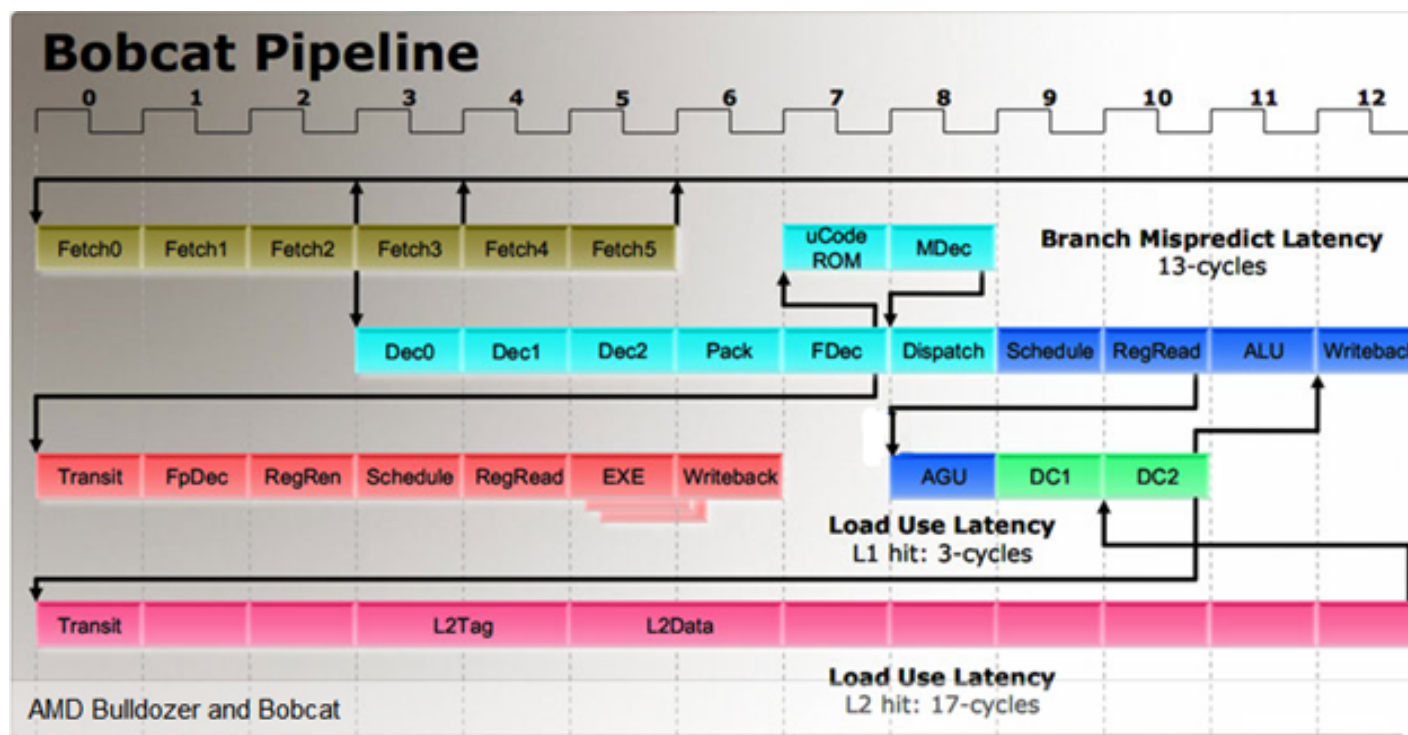 Bobcat Pipeline
0 1 2 3 4 5 6 7 8 9 10 11 12
Fetch0 Fetch1 Fetch2 Fetch3 Fetch4 Fetch5
uCode
ROM
MDec
Branch Mispredict Latency
13-cycles
Dec0 Dec1 Dec2 Pack FDec Dispatch Schedule RegRead ALU Writeback
Transit FpDec RegRen Schedule RegRead EXE Writeback
AGU DC1 DC2
Load Use Latency
L1 hit: 3-cycles
Transit L2Tag L2Data
Load Use Latency
L2 hit: 17-cycles
AMD Bulldozer and Bobcat